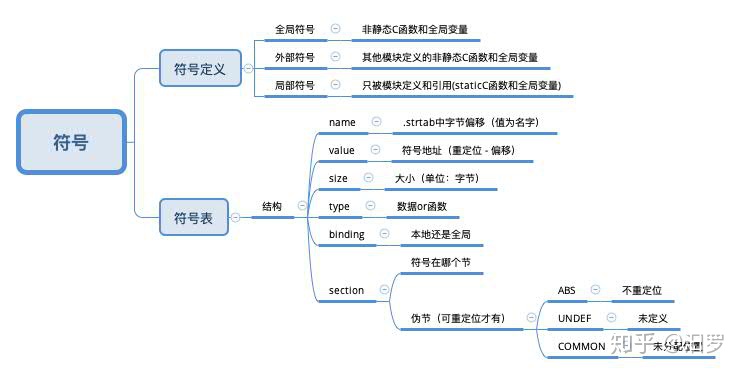 符号
符号定义
全局符号
非静态C函数和全局变量
外部符号
其他模块定义的非静态C函数和全局变量
局部符号
只被模块定义和引用(staticC函数和全局变量)
符号表
结构
name
.strtab中字节偏移（值为名字）
value
符号地址（重定位 - 偏移）
size
大小（单位：字节）
type
数据or函数
binding
本地还是全局
section
符号在哪个节
伪节（可重定位才有）
ABS
不重定位
UNDEF
未定义
COMMON
未分配位置
知乎 @汨罗